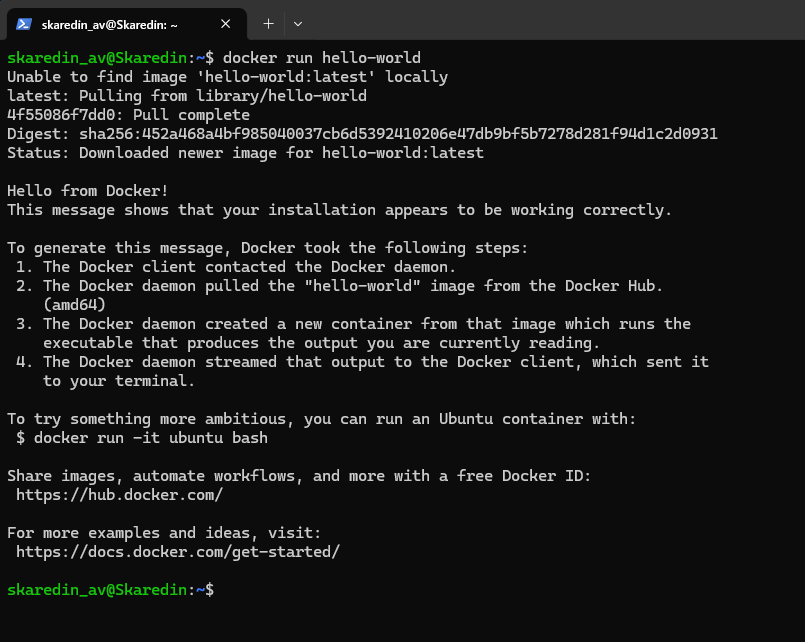 skaredin_av@Skaredin: ~
skaredin_av@Skaredin:~$ docker run hello-world
Unable to find image 'hello-world:latest' locally
latest: Pulling from library/hello-world
4f55086f7dd0: Pull complete
Digest: sha256:452a468a4bf985040037cb6d5392410206e47db9bf5b7278d281f94d1c2d0931
Status: Downloaded newer image for hello-world:latest

Hello from Docker!
This message shows that your installation appears to be working correctly.

To generate this message, Docker took the following steps:
 1. The Docker client contacted the Docker daemon.
 2. The Docker daemon pulled the "hello-world" image from the Docker Hub.
    (amd64)
 3. The Docker daemon created a new container from that image which runs the
    executable that produces the output you are currently reading.
 4. The Docker daemon streamed that output to the Docker client, which sent it
    to your terminal.

To try something more ambitious, you can run an Ubuntu container with:
 $ docker run -it ubuntu bash

Share images, automate workflows, and more with a free Docker ID:
 https://hub.docker.com/

For more examples and ideas, visit:
 https://docs.docker.com/get-started/

skaredin_av@Skaredin:~$